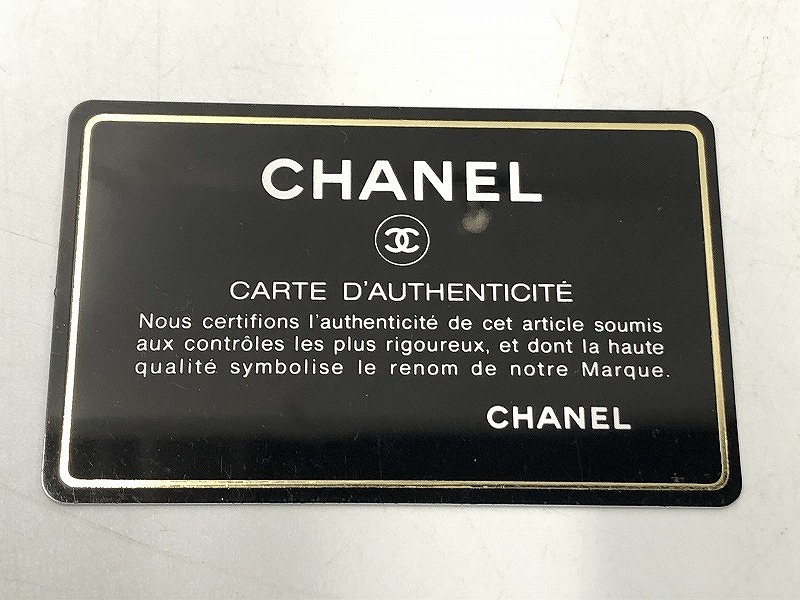 CHANEL
CARTE D'AUTHENTICITÉ
Nous certifions l'authenticité de cet article soumis
aux contrôles les plus rigoureux, et dont la haute
qualité symbolise le renom de notre Marque.
CHANEL